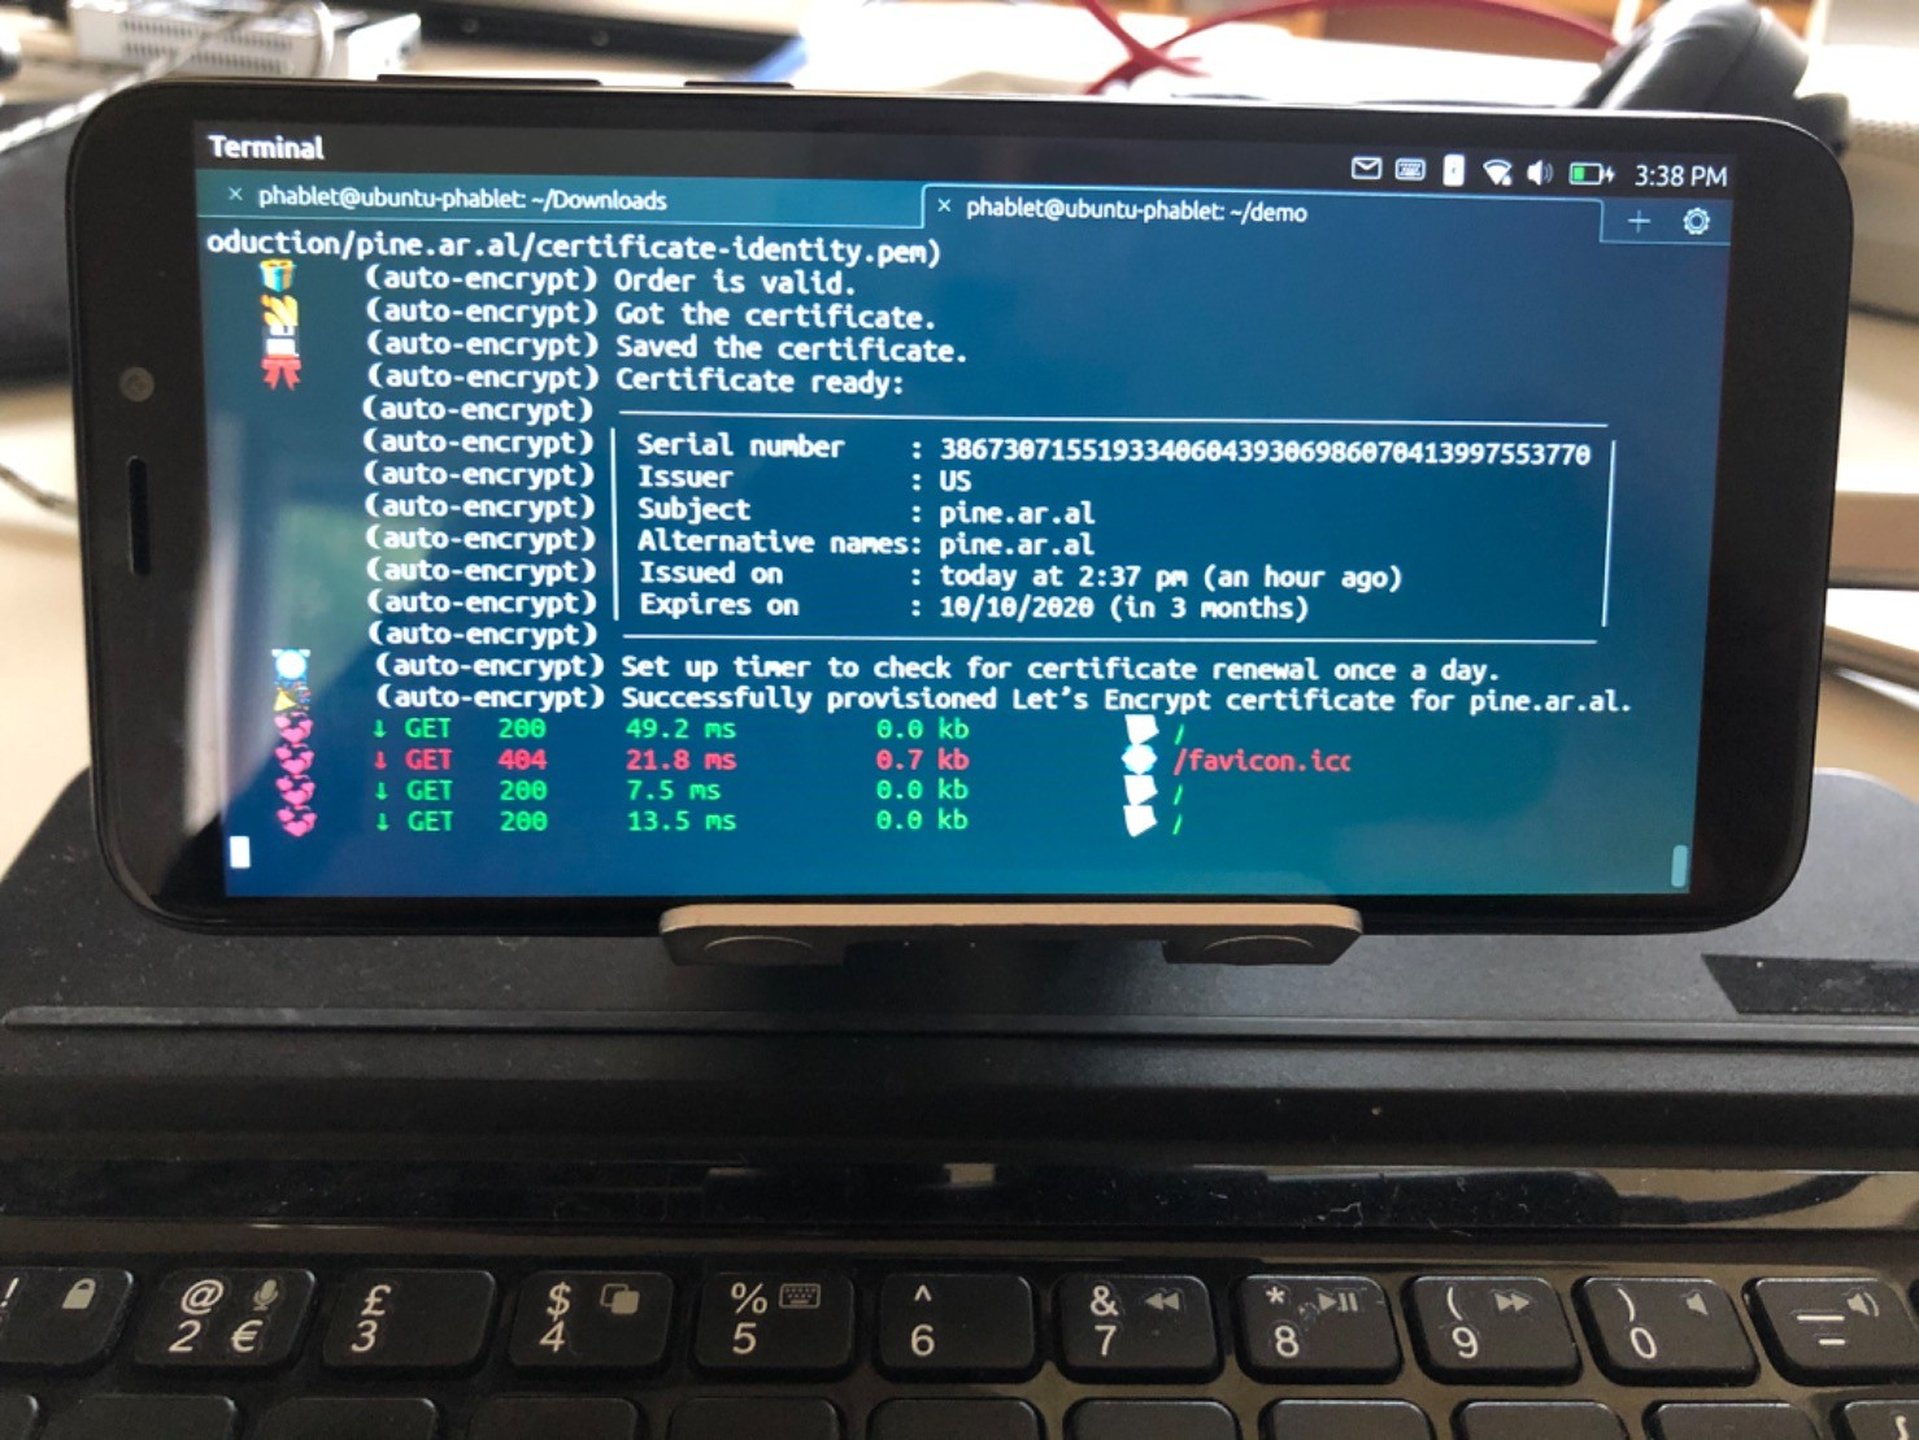 Terminal
3:38 PM
× phablet@ubuntu-phablet: ~/Downloads
× phablet@ubuntu-phablet: ~/demo
+
oduction/pine.ar.al/certificate-identity.pem)
(auto-encrypt) Order is valid.
(auto-encrypt) Got the certificate.
(auto-encrypt) Saved the certificate.
(auto-encrypt) Certificate ready:
(auto-encrypt)
(auto-encrypt) Serial number : 386730715519334060439306986070413997553770
(auto-encrypt) Issuer : US
(auto-encrypt) Subject : pine.ar.al
(auto-encrypt) Alternative names: pine.ar.al
(auto-encrypt) Issued on : today at 2:37 pm (an hour ago)
(auto-encrypt) Expires on : 10/10/2020 (in 3 months)
(auto-encrypt)
(auto-encrypt) Set up timer to check for certificate renewal once a day.
(auto-encrypt) Successfully provisioned Let’s Encrypt certificate for pine.ar.al.
↓ GET 200 49.2 ms 0.0 kb /
↓ GET 404 21.8 ms 0.7 kb /favicon.icc
↓ GET 200 7.5 ms 0.0 kb /
↓ GET 200 13.5 ms 0.0 kb /
! @ £ $ % ^ & * ( )
2 € 3 4 5 6 7 8 9 0 =